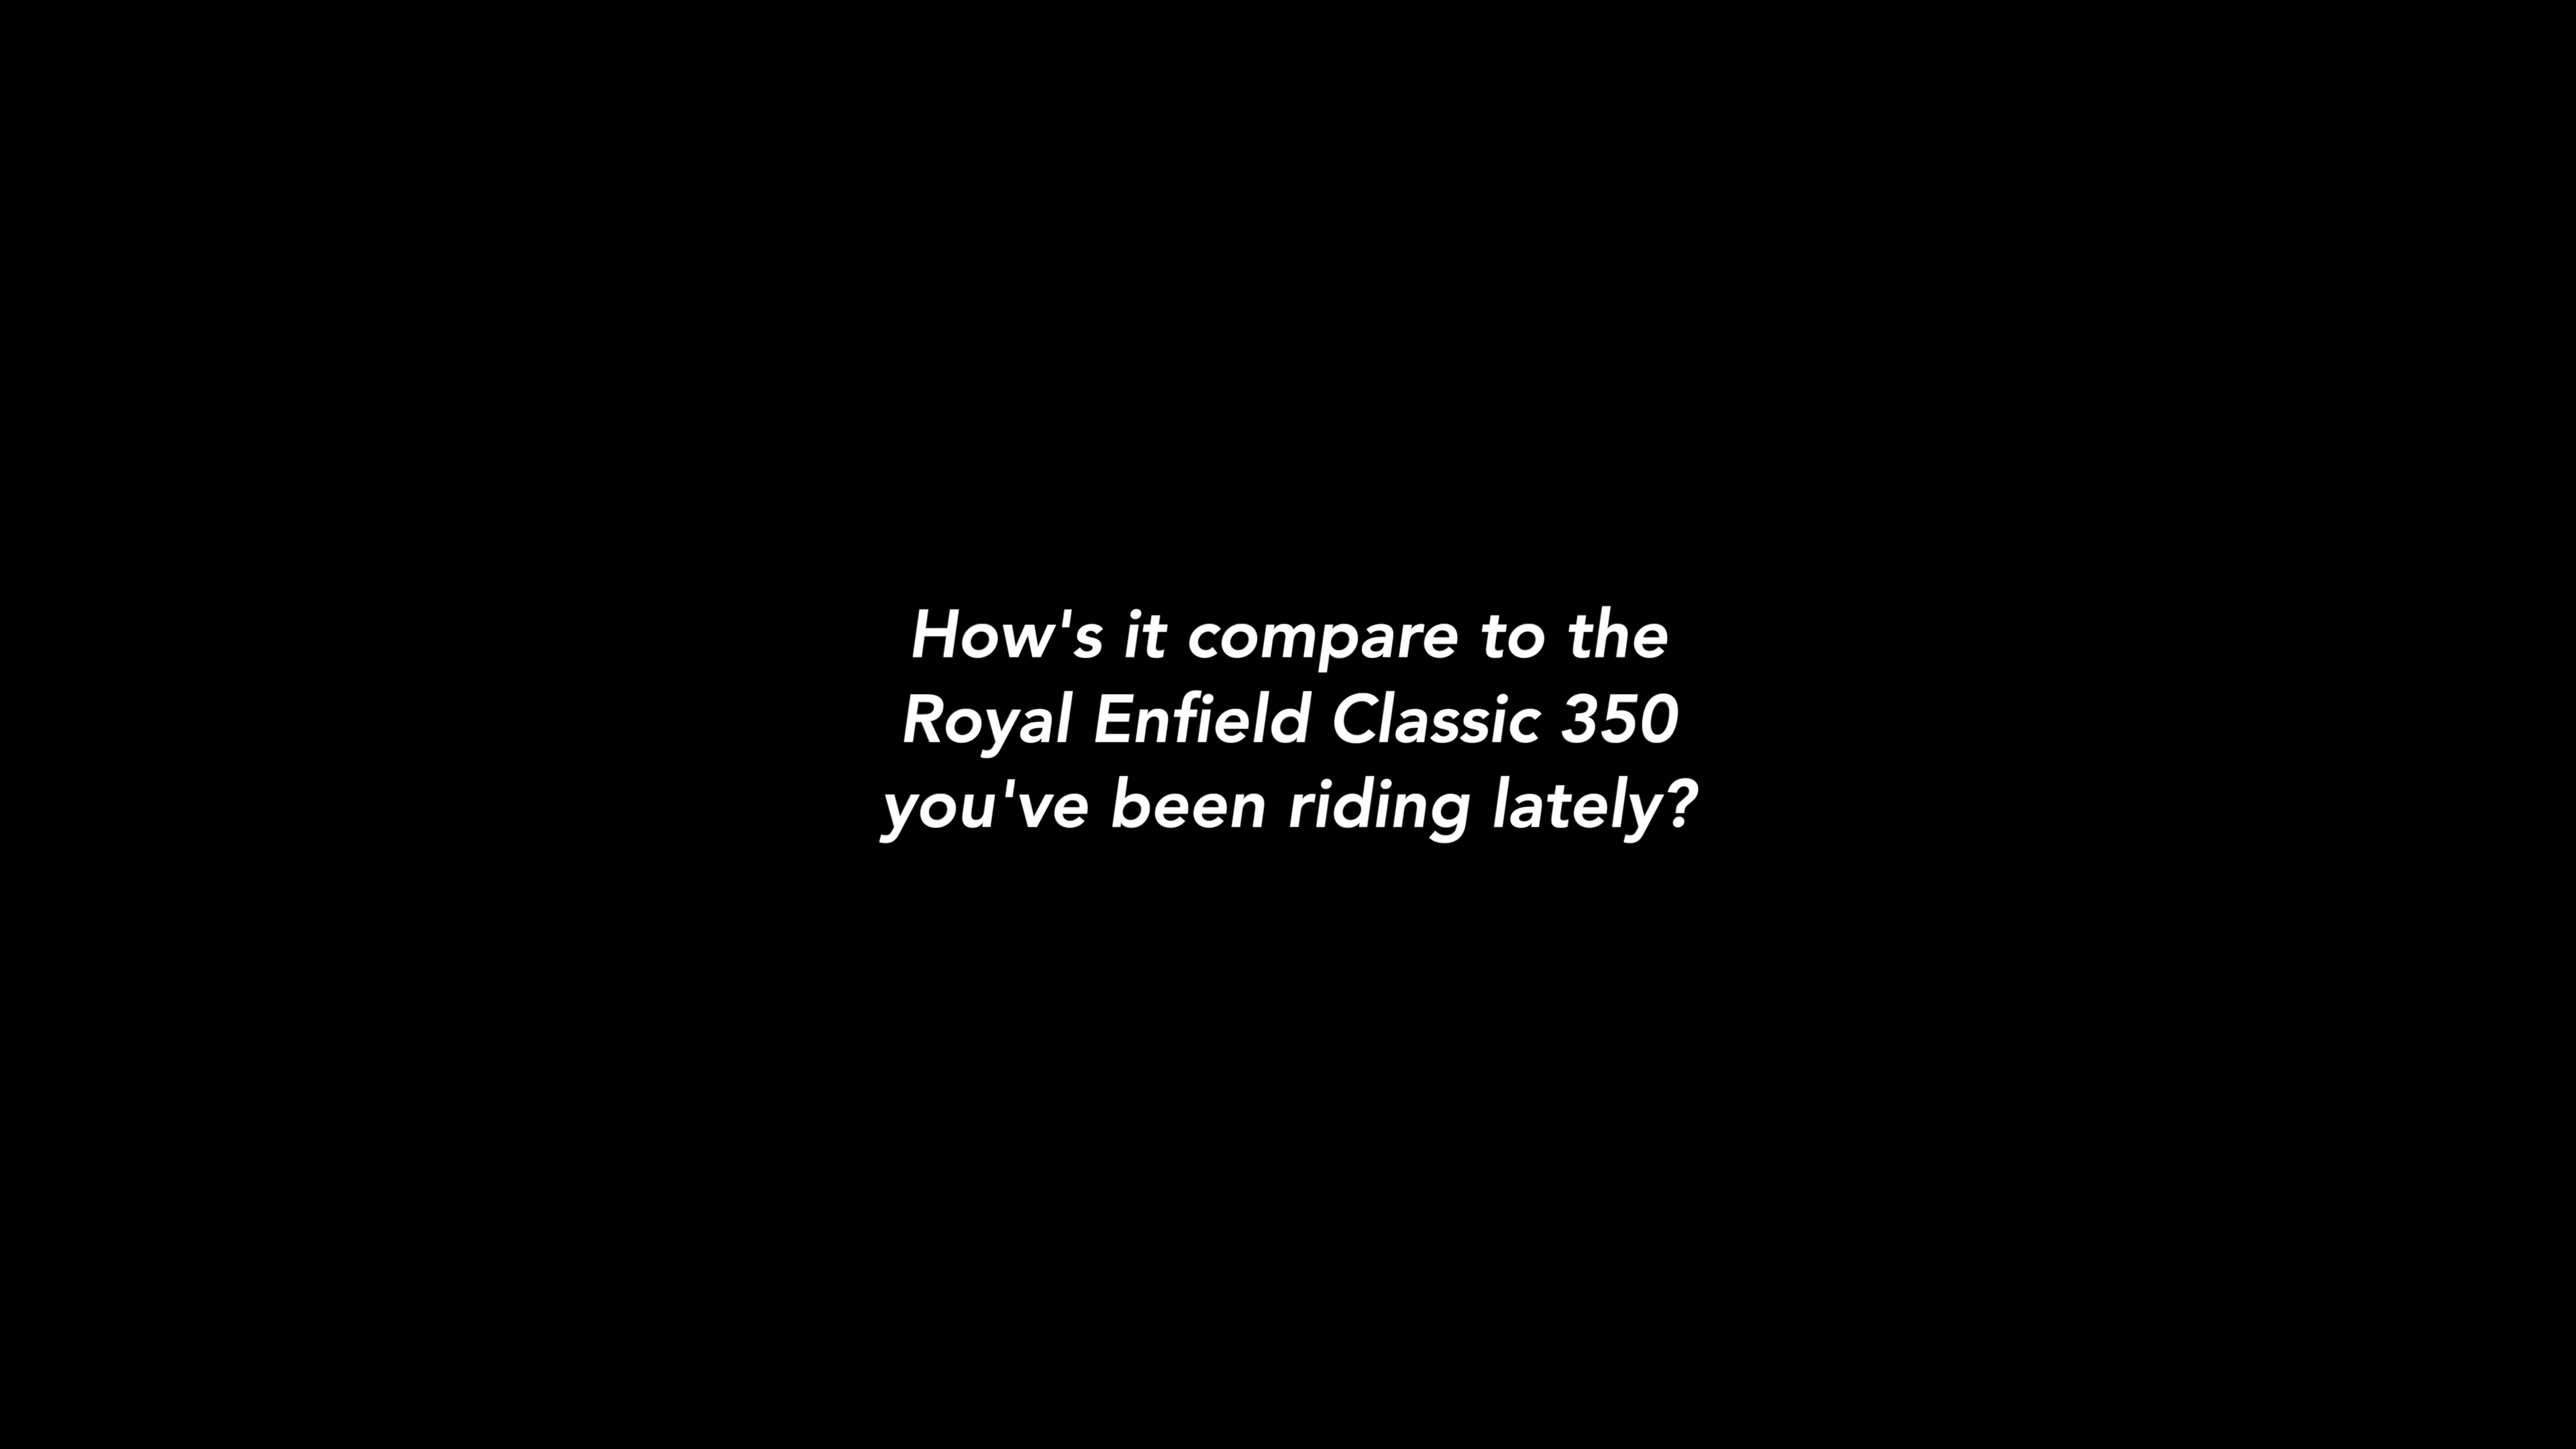 How's it compare to the
Royal Enfield Classic 350
you've been riding lately?